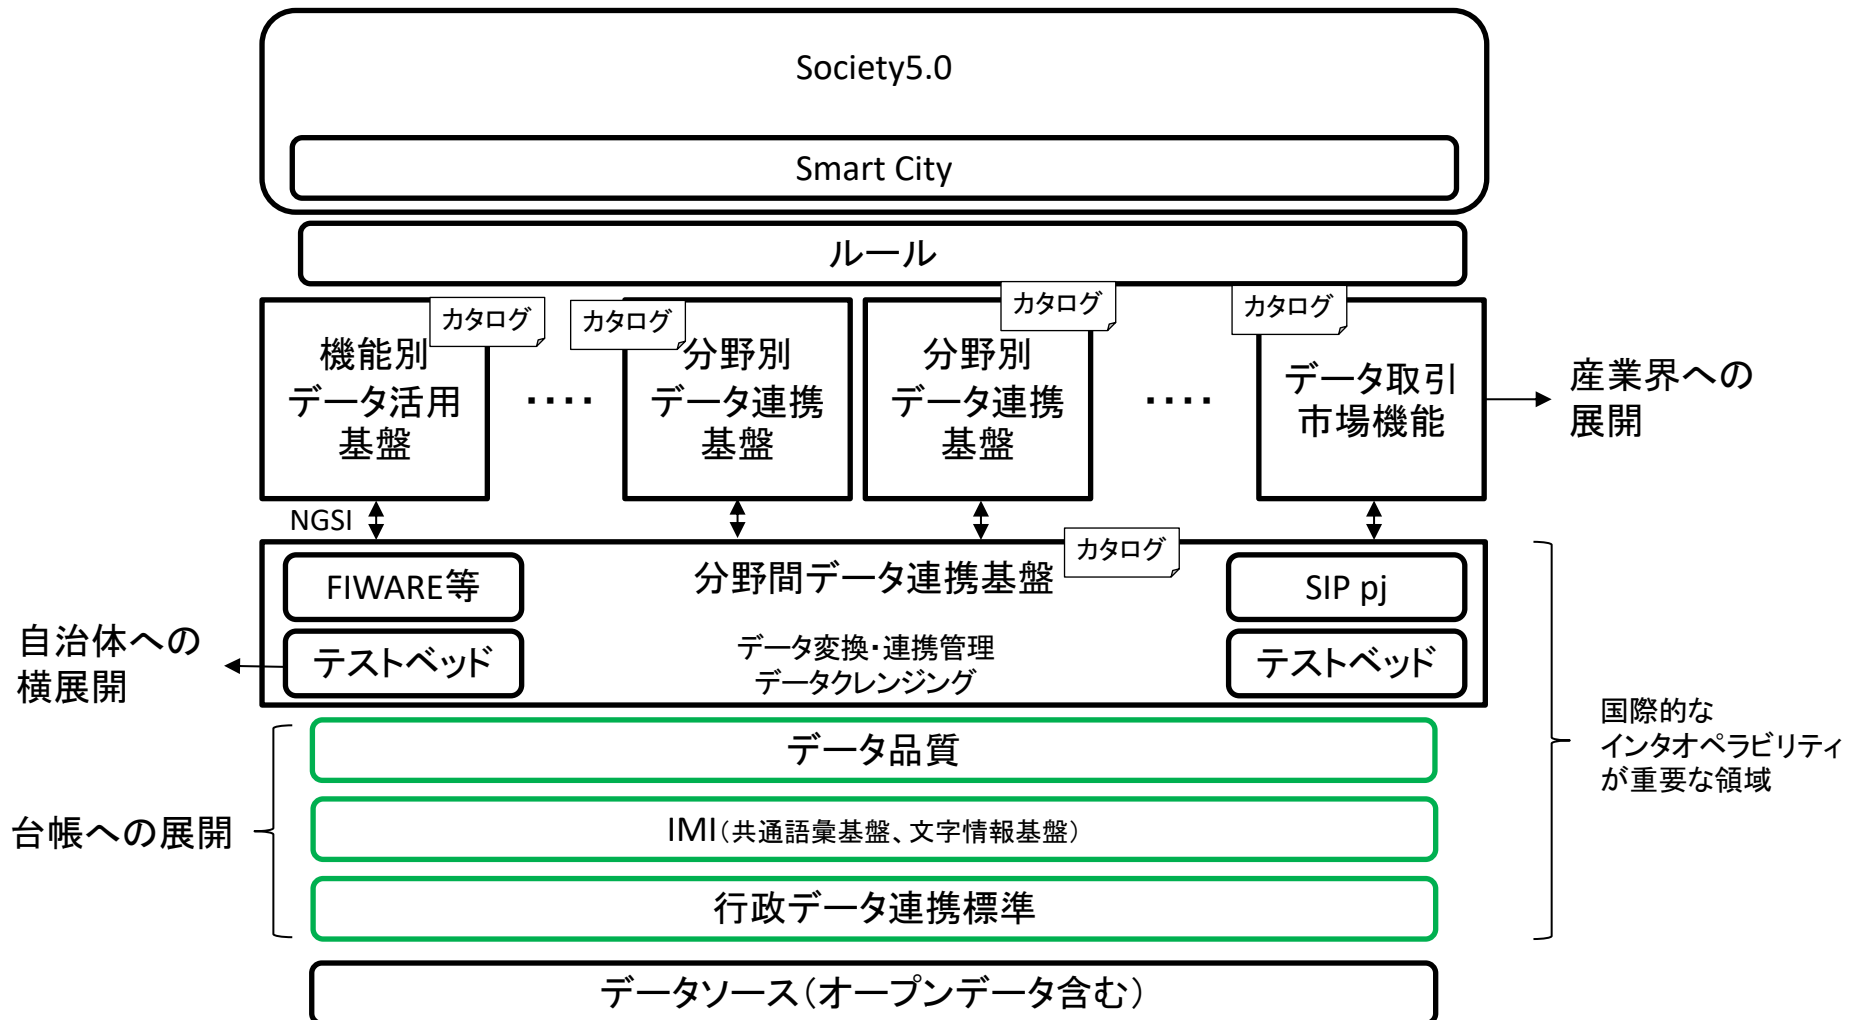 Society5.0
Smart City
ルール
カタログ
カタログ
カタログ
カタログ
機能別
データ活用
基盤
････
分野別
データ連携
基盤
分野別
データ連携
基盤
････
データ取引
市場機能
産業界への
展開
NGSI
カタログ
FIWARE等
分野間データ連携基盤
SIP pj
自治体への
横展開
テストベッド
データ変換・連携管理
データクレンジング
テストベッド
データ品質
国際的な
インタオペラビリティ
が重要な領域
台帳への展開
IMI（共通語彙基盤、文字情報基盤）
行政データ連携標準
データソース（オープンデータ含む）